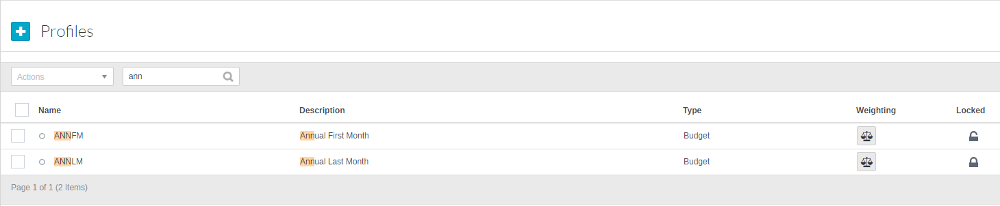 Profiles
Actions ann
Name Description Type Weighting Locked
ANNFM Annual First Month Budget
ANNLM Annual Last Month Budget
Page 1 of 1 (2 Items)